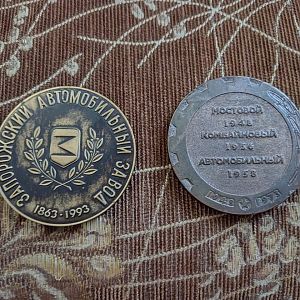 ЗАПОРОЖСКИЙ АВТОМОБИЛЬНЫЙ ЗАВОД
1863-1993
МОСТОВОЙ
1948
КОМБАЙНОВЫЙ
1956
АВТОМОБИЛЬНЫЙ
1958